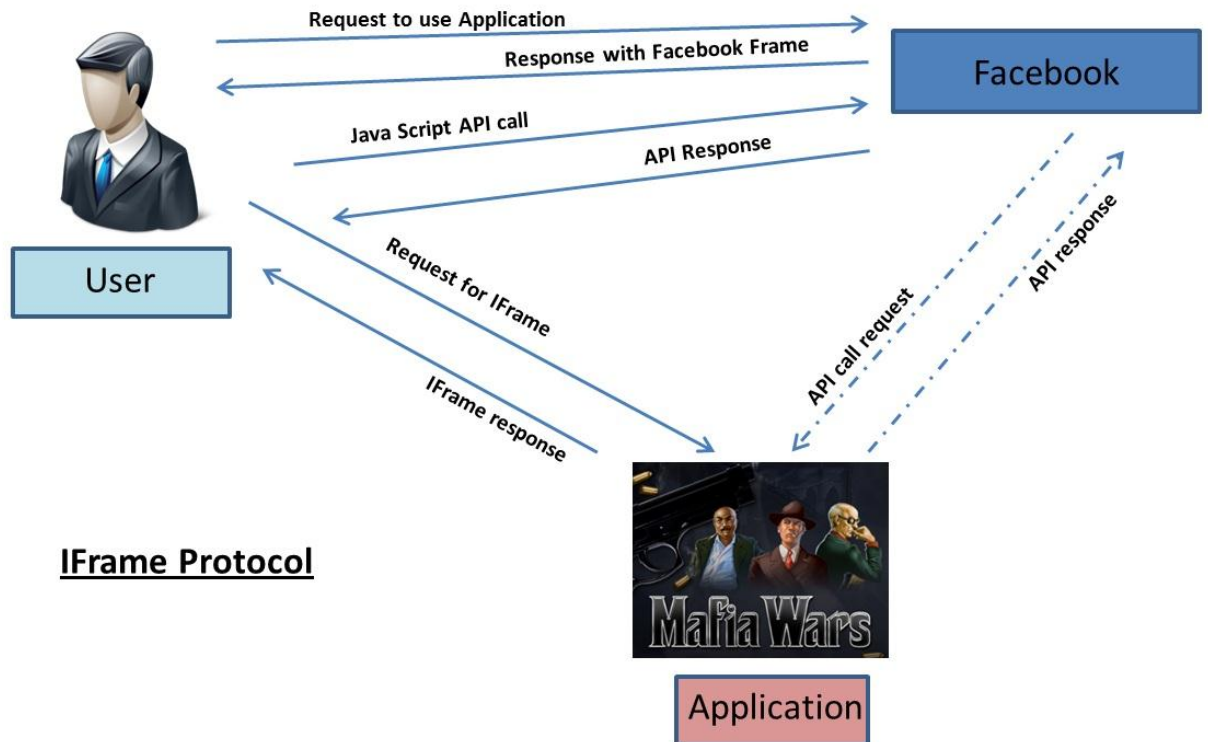 Request to use Application
Response with Facebook Frame
Facebook
Java Script API call
API Response
User
Request for IFrame
IFrame response
API call request
API response
IFrame Protocol
Mafia Wars
Application